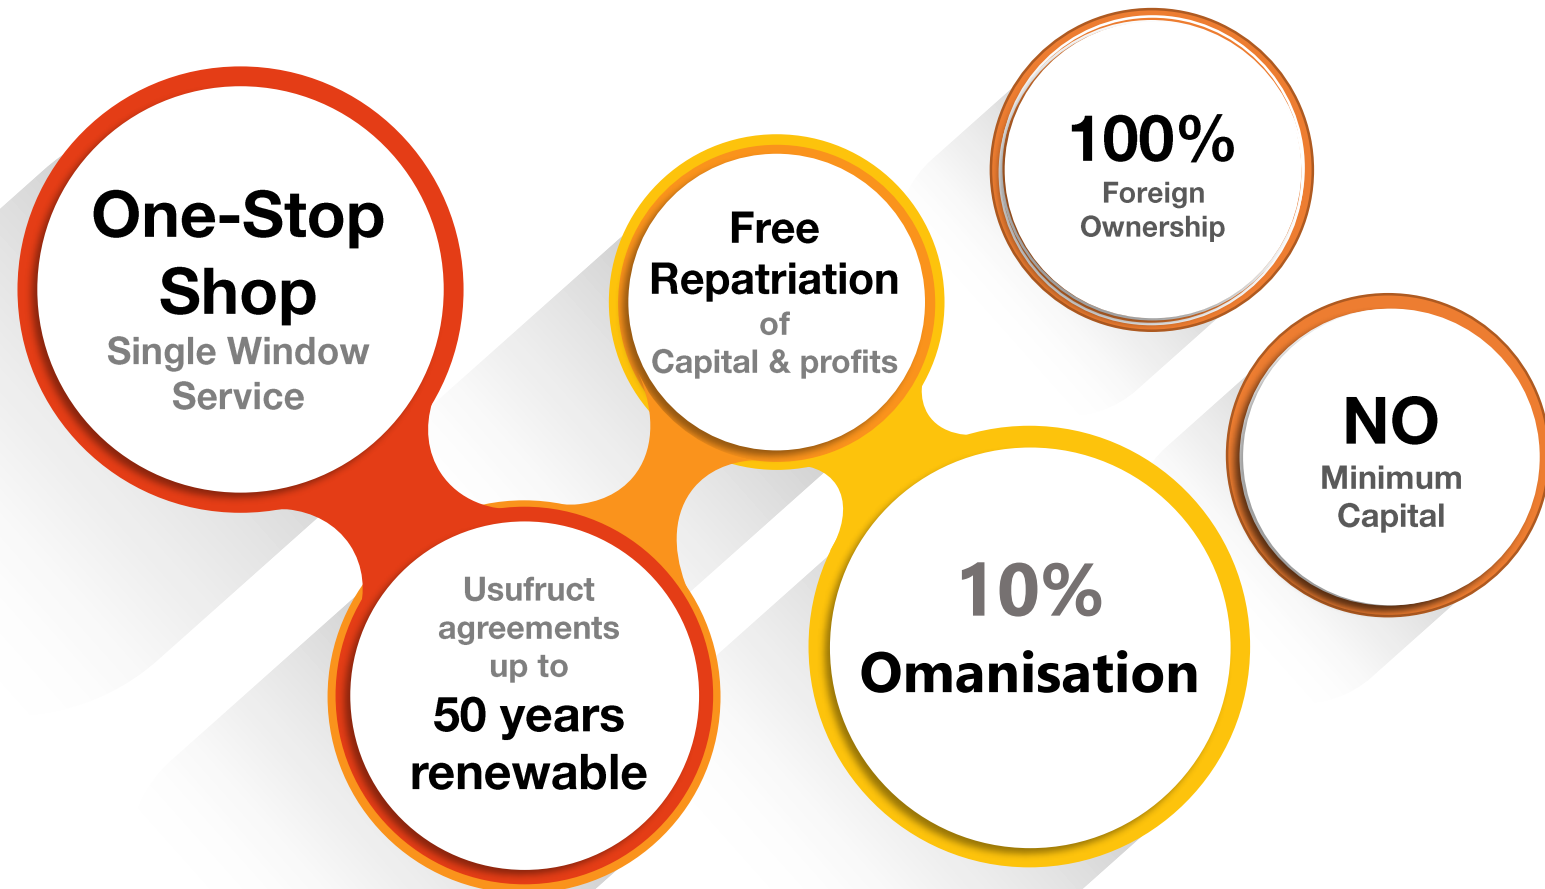 One-Stop
Shop
Single Window
Service
Usufruct
agreements
up to
50 years
renewable
Free
Repatriation
of
Capital & profits
10%
Omanisation
100%
Foreign
Ownership
NO
Minimum
Capital